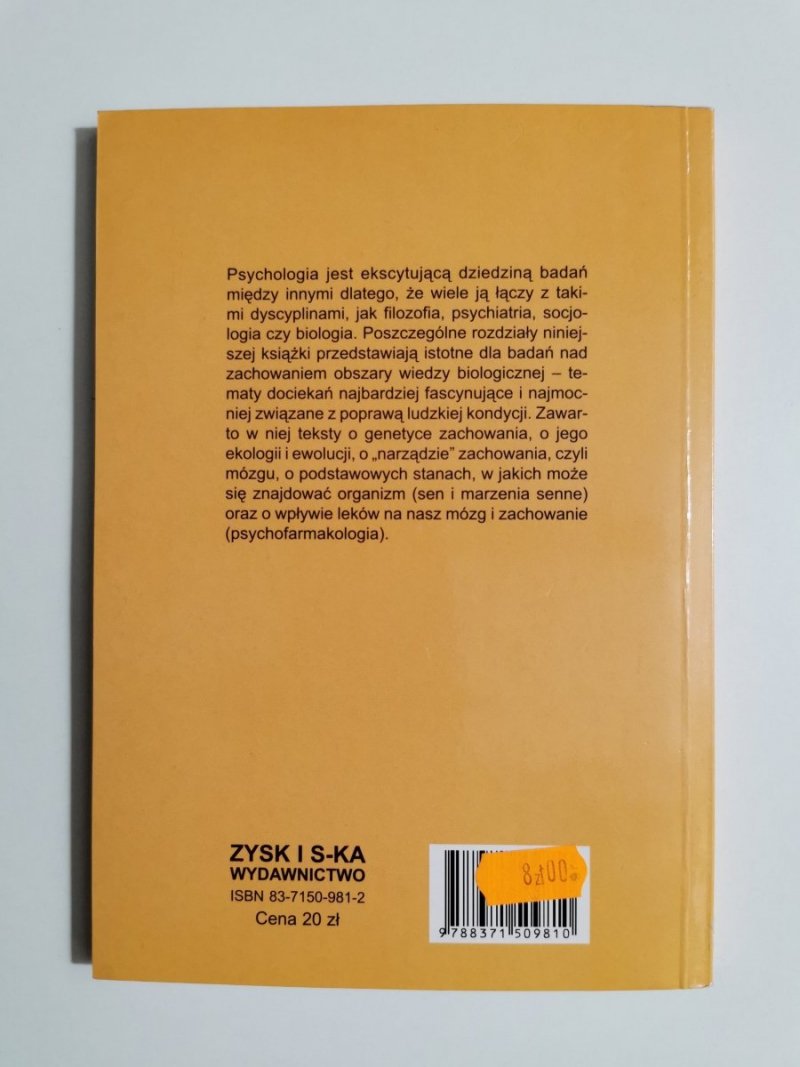 Psychologia jest ekscytującą dziedziną badań
między innymi dlatego, że wiele ją łączy z taki-
mi dyscyplinami, jak filozofia, psychiatria, socjo-
logia czy biologia. Poszczególne rozdziały niniej-
szej książki przedstawiają istotne dla badań nad
zachowaniem obszary wiedzy biologicznej – te-
maty dociekań najbardziej fascynujące i najmoc-
niej związane z poprawą ludzkiej kondycji. Zawar-
to w niej teksty o genetyce zachowania, o jego
ekologii i ewolucji, o „narządzie” zachowania, czyli
mózgu, o podstawowych stanach, w jakich może
się znajdować organizm (sen i marzenia senne)
oraz o wpływie leków na nasz mózg i zachowanie
(psychofarmakologia).
ZYSK I S-KA
WYDAWNICTWO
ISBN 83-7150-981-2
Cena 20 zł
8zł00
9 788371 509810